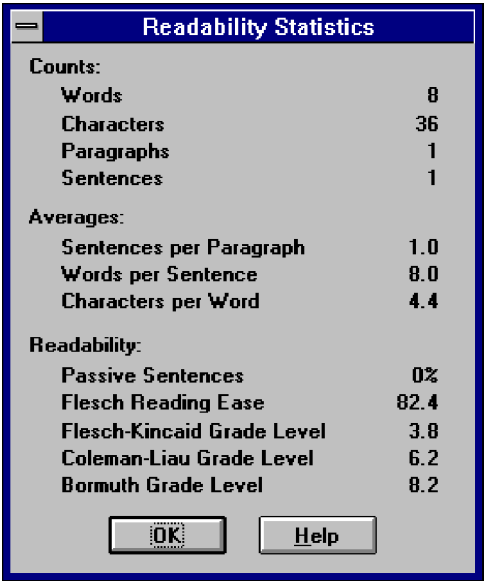 Readability Statistics
Counts:
Words 8
Characters 36
Paragraphs 1
Sentences 1
Averages:
Sentences per Paragraph 1.0
Words per Sentence 8.0
Characters per Word 4.4
Readability:
Passive Sentences 0%
Flesch Reading Ease 82.4
Flesch-Kincaid Grade Level 3.8
Coleman-Liau Grade Level 6.2
Bormuth Grade Level 8.2
OK Help